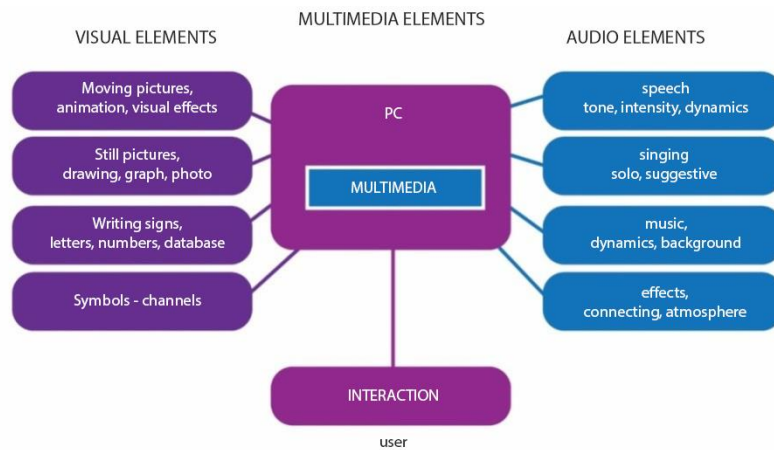 MULTIMEDIA ELEMENTS
VISUAL ELEMENTS
AUDIO ELEMENTS
Moving pictures,
animation, visual effects
Still pictures,
drawing, graph, photo
Writing signs,
letters, numbers, database
Symbols - channels
PC
MULTIMEDIA
speech
tone, intensity, dynamics
singing
solo, suggestive
music,
dynamics, background
effects,
connecting, atmosphere
INTERACTION
user